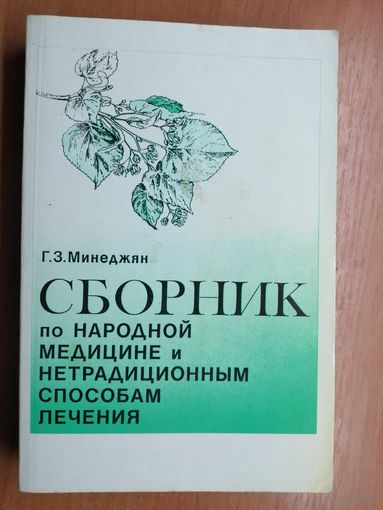 Г.З.Минеджян
СБОРНИК
ПО НАРОДНОЙ
МЕДИЦИНЕ И
НЕТРАДИЦИОННЫМ
СПОСОБАМ
ЛЕЧЕНИЯ